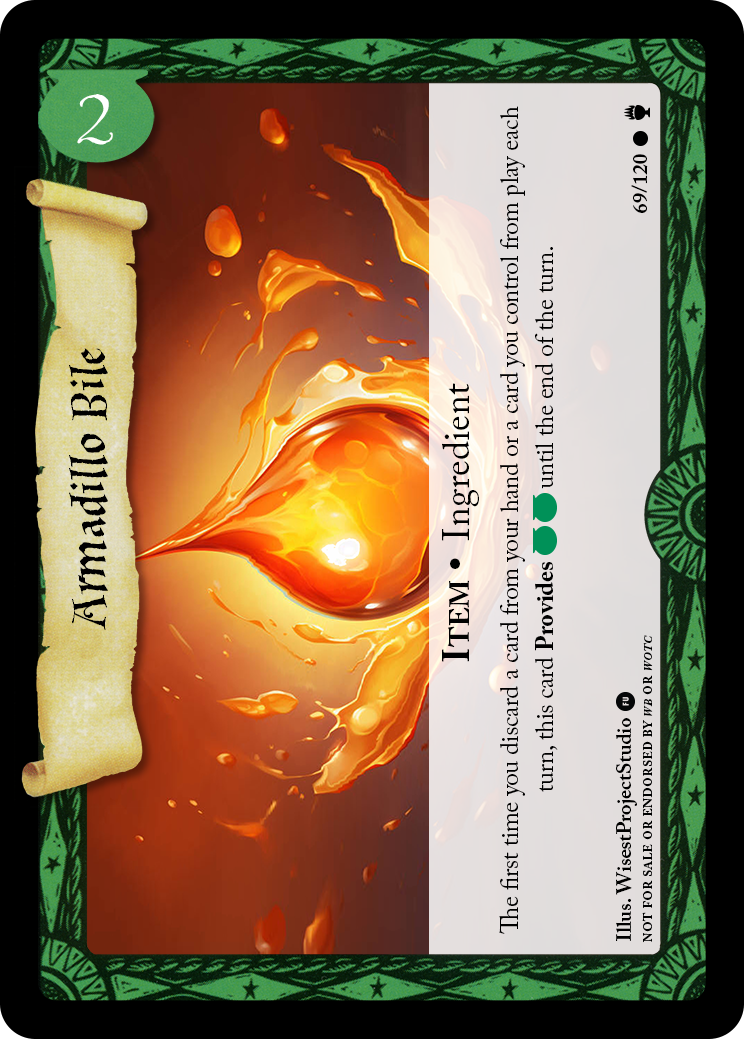 2
Armadillo Bile
Item • Ingredient
The first time you discard a card from your hand or a card you control from play each
turn, this card Provides until the end of the turn.
Illus. WisestProjectStudio FU
NOT FOR SALE OR ENDORSED BY WB OR WOTC
69/120